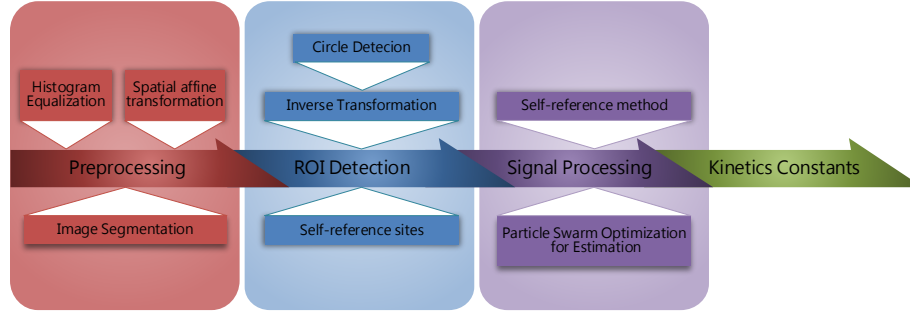 Histogram
Equalization
Spatial affine
transformation
Preprocessing
Image Segmentation
Circle Detecion
Inverse Transformation
ROI Detection
Self-reference sites
Self-reference method
Signal Processing
Particle Swarm Optimization
for Estimation
Kinetics Constants